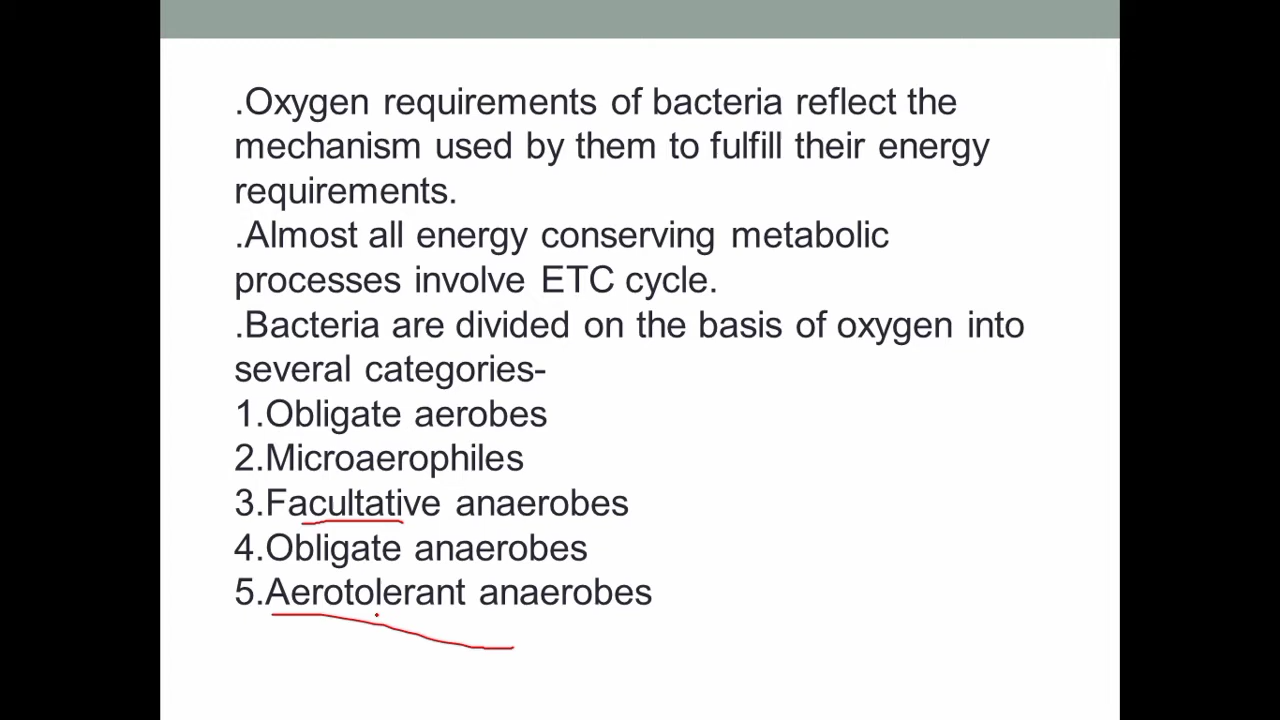 .Oxygen requirements of bacteria reflect the
mechanism used by them to fulfill their energy
requirements.
.Almost all energy conserving metabolic
processes involve ETC cycle.
.Bacteria are divided on the basis of oxygen into
several categories-
1.Obligate aerobes
2.Microaerophiles
3.Facultative anaerobes
4.Obligate anaerobes
5.Aerotolerant anaerobes